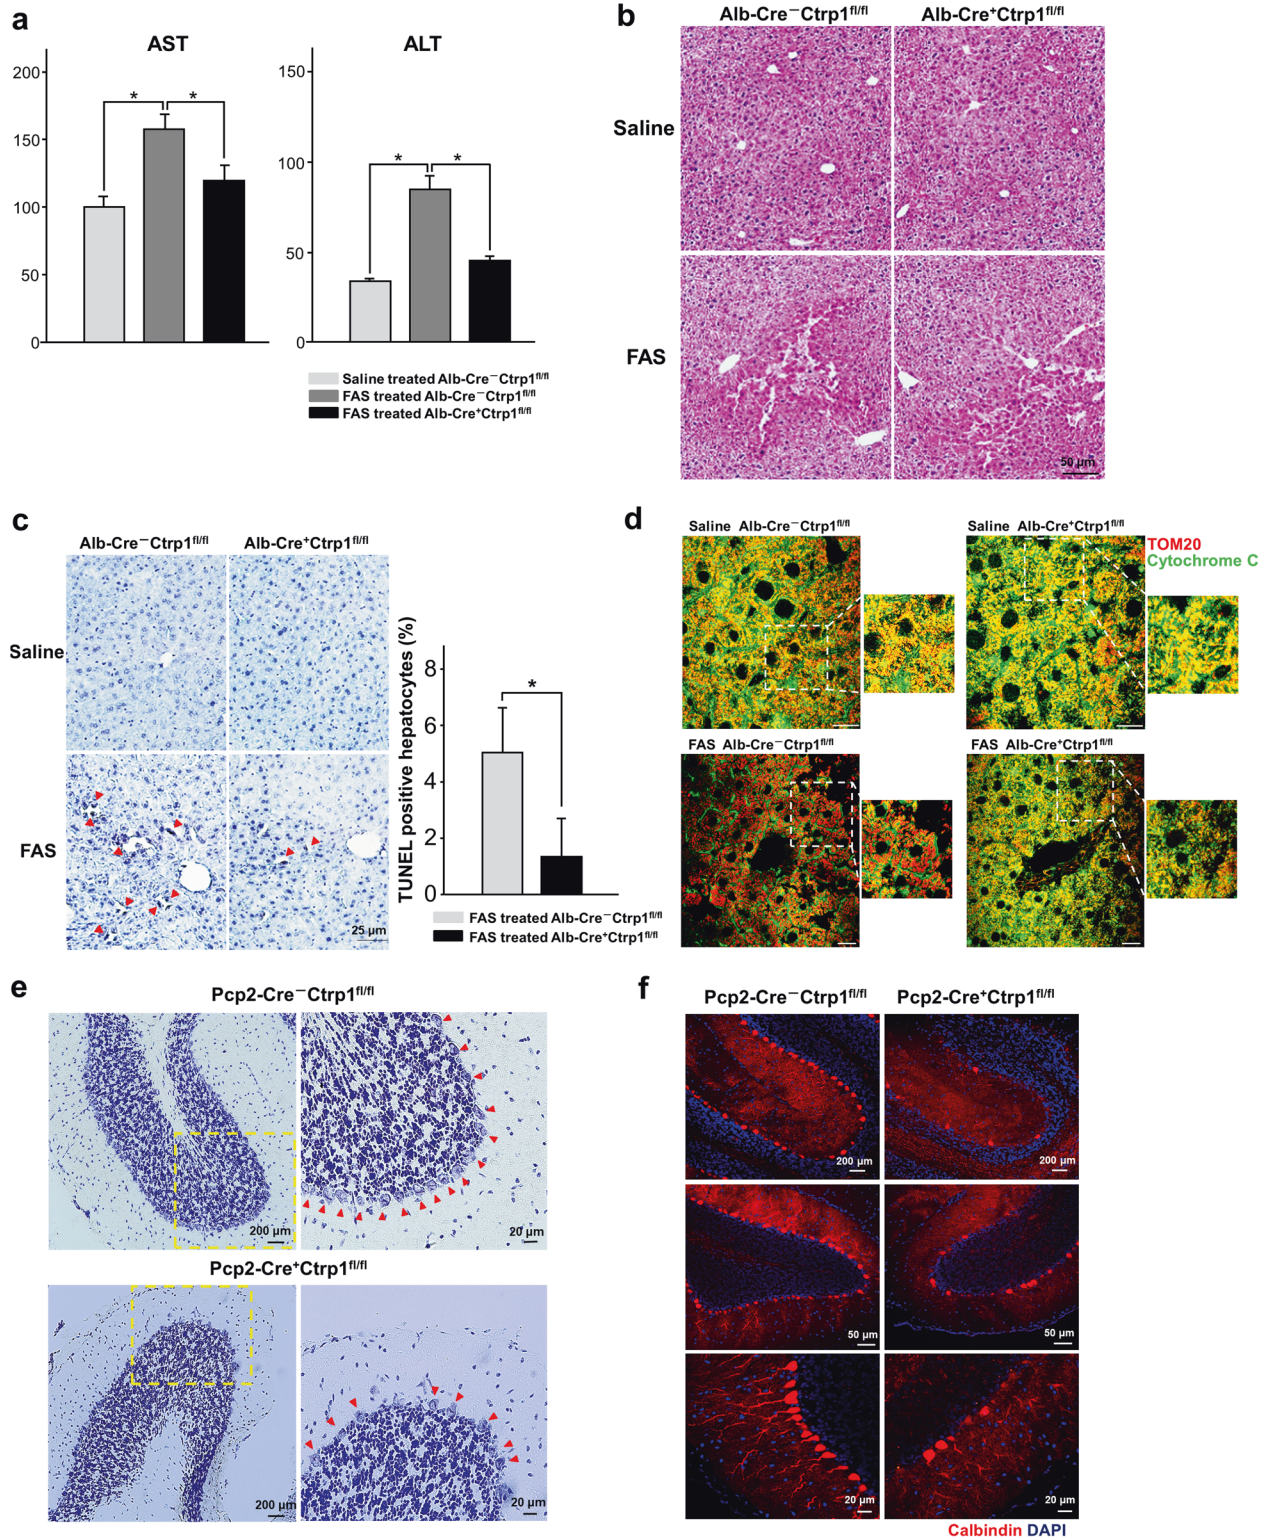 a
AST
ALT
200
150
100
50
0
150
100
50
0
*
*
*
*
Saline treated Alb-Cre⁻Ctrp1fl/fl
FAS treated Alb-Cre⁻Ctrp1fl/fl
FAS treated Alb-Cre⁺Ctrp1fl/fl
b
Alb-Cre⁻Ctrp1fl/fl
Alb-Cre⁺Ctrp1fl/fl
Saline
FAS
50 µm
c
Alb-Cre⁻Ctrp1fl/fl
Alb-Cre⁺Ctrp1fl/fl
Saline
FAS
25 µm
TUNEL positive hepatocytes (%)
8
6
4
2
0
*
FAS treated Alb-Cre⁻Ctrp1fl/fl
FAS treated Alb-Cre⁺Ctrp1fl/fl
d
Saline Alb-Cre⁻Ctrp1fl/fl
Saline Alb-Cre⁺Ctrp1fl/fl
TOM20
Cytochrome C
FAS Alb-Cre⁻Ctrp1fl/fl
FAS Alb-Cre⁺Ctrp1fl/fl
e
Pcp2-Cre⁻Ctrp1fl/fl
200 µm
20 µm
Pcp2-Cre⁺Ctrp1fl/fl
200 µm
20 µm
f
Pcp2-Cre⁻Ctrp1fl/fl
Pcp2-Cre⁺Ctrp1fl/fl
200 µm
200 µm
50 µm
50 µm
20 µm
20 µm
Calbindin DAPI